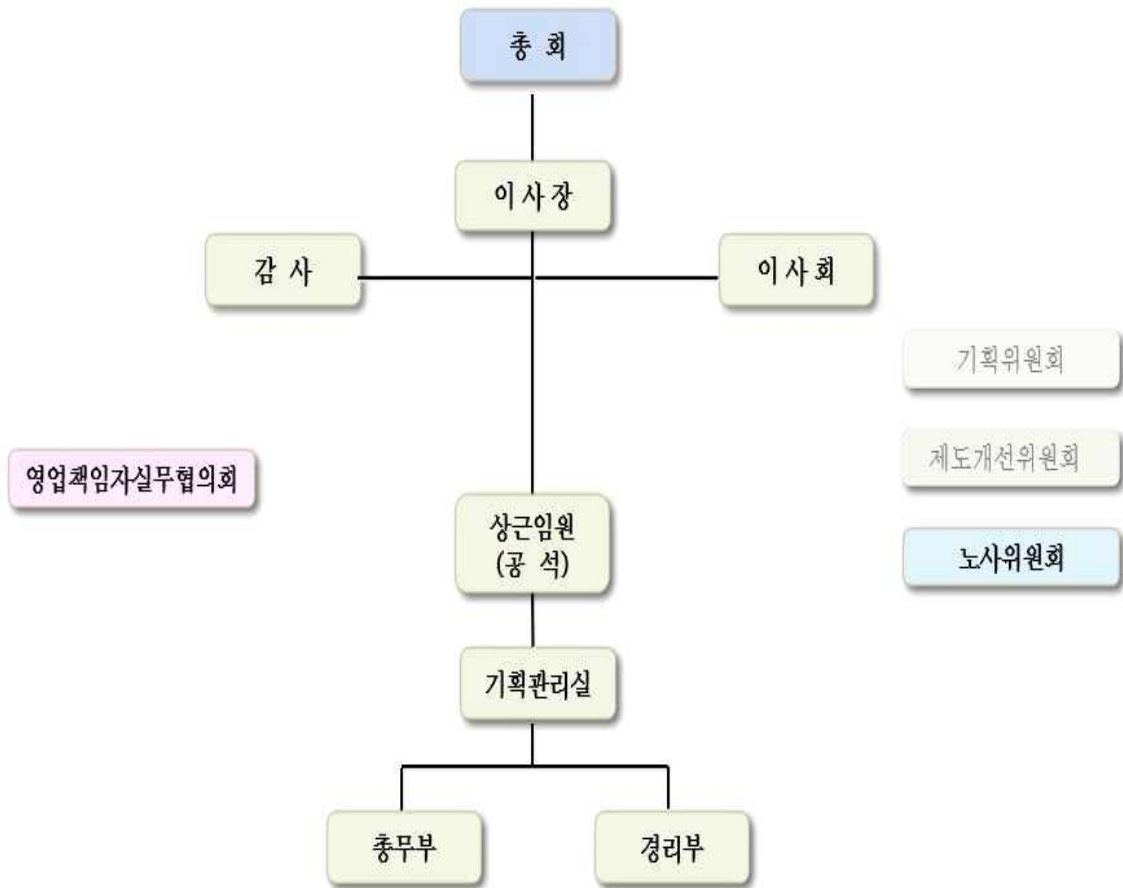 총 회
이 사 장
감 사
이 사 회
기획위원회
제도개선위원회
영업책임자실무협의회
상근임원
(공 석)
노사위원회
기획관리실
총무부
경리부